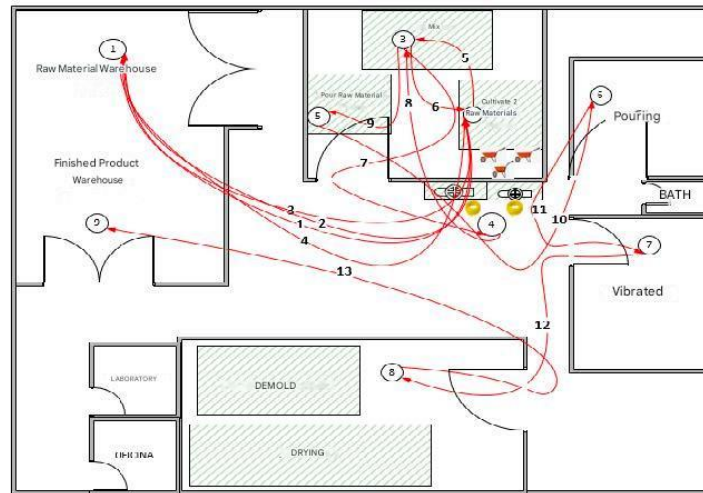 Mix
3
1
Raw Material Warehouse
5
Pour Raw Material
5
8
6
9
Cultivate 2
Raw Materials
6
Pouring
7
Finished Product
Warehouse
BATH
3
1
2
4
11
10
4
7
9
13
Vibrated
12
8
LABORATORY
DEMOLD
OFICINA
DRYING